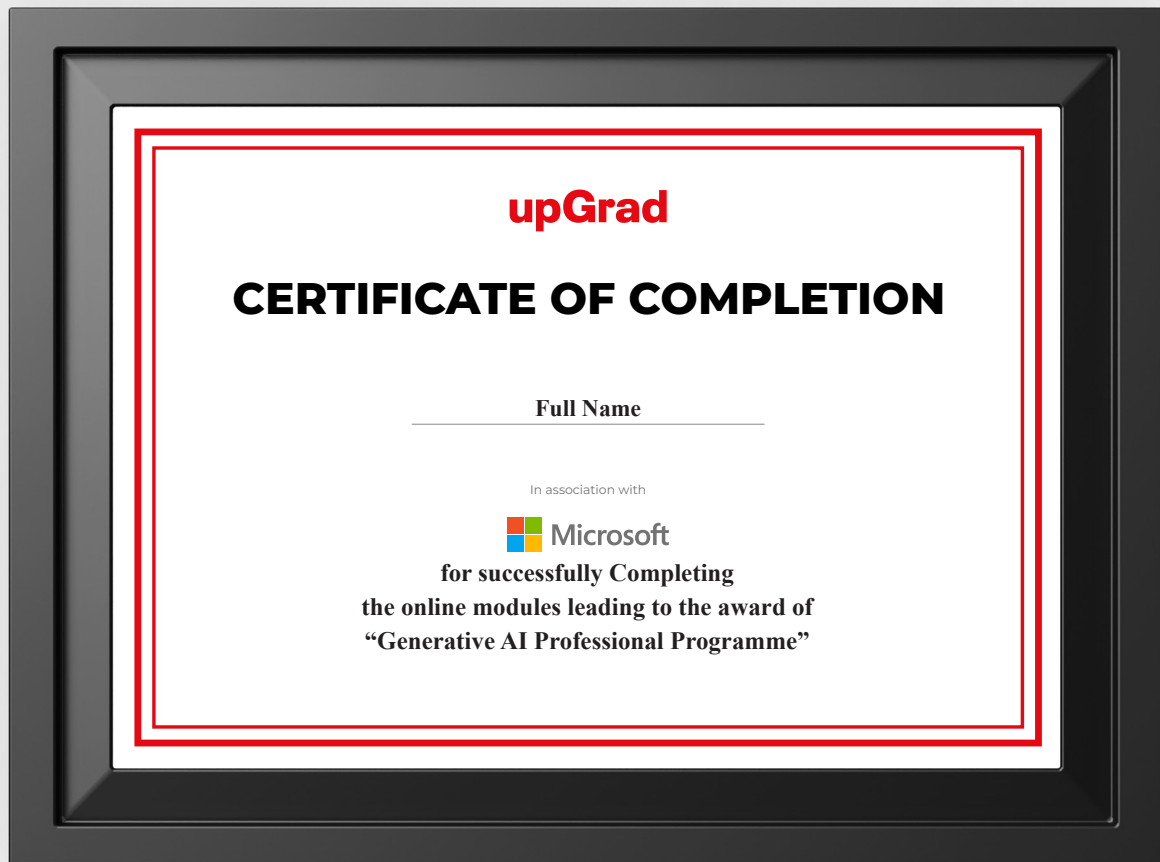 upGrad
CERTIFICATE OF COMPLETION
Full Name
In association with
Microsoft
for successfully Completing
the online modules leading to the award of
“Generative AI Professional Programme”